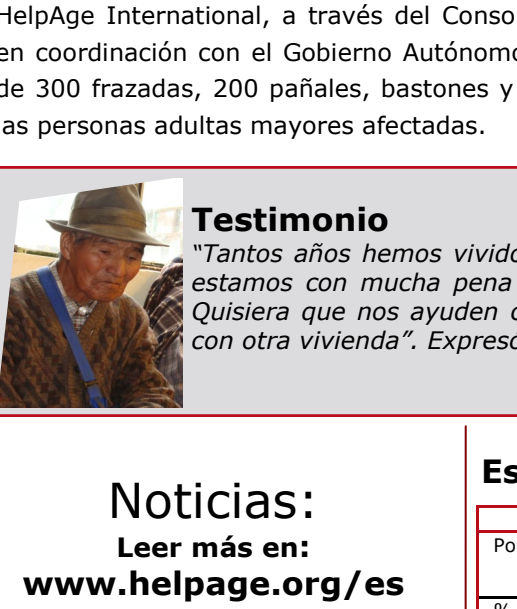 HelpAge International, a través del Conso
en coordinación con el Gobierno Autónomo
de 300 frazadas, 200 pañales, bastones y
las personas adultas mayores afectadas.
Testimonio
"Tantos años hemos vivido
estamos con mucha pena
Quisiera que nos ayuden
con otra vivienda". Expresó
Noticias:
Leer más en:
www.helpage.org/es
Es
Po
%